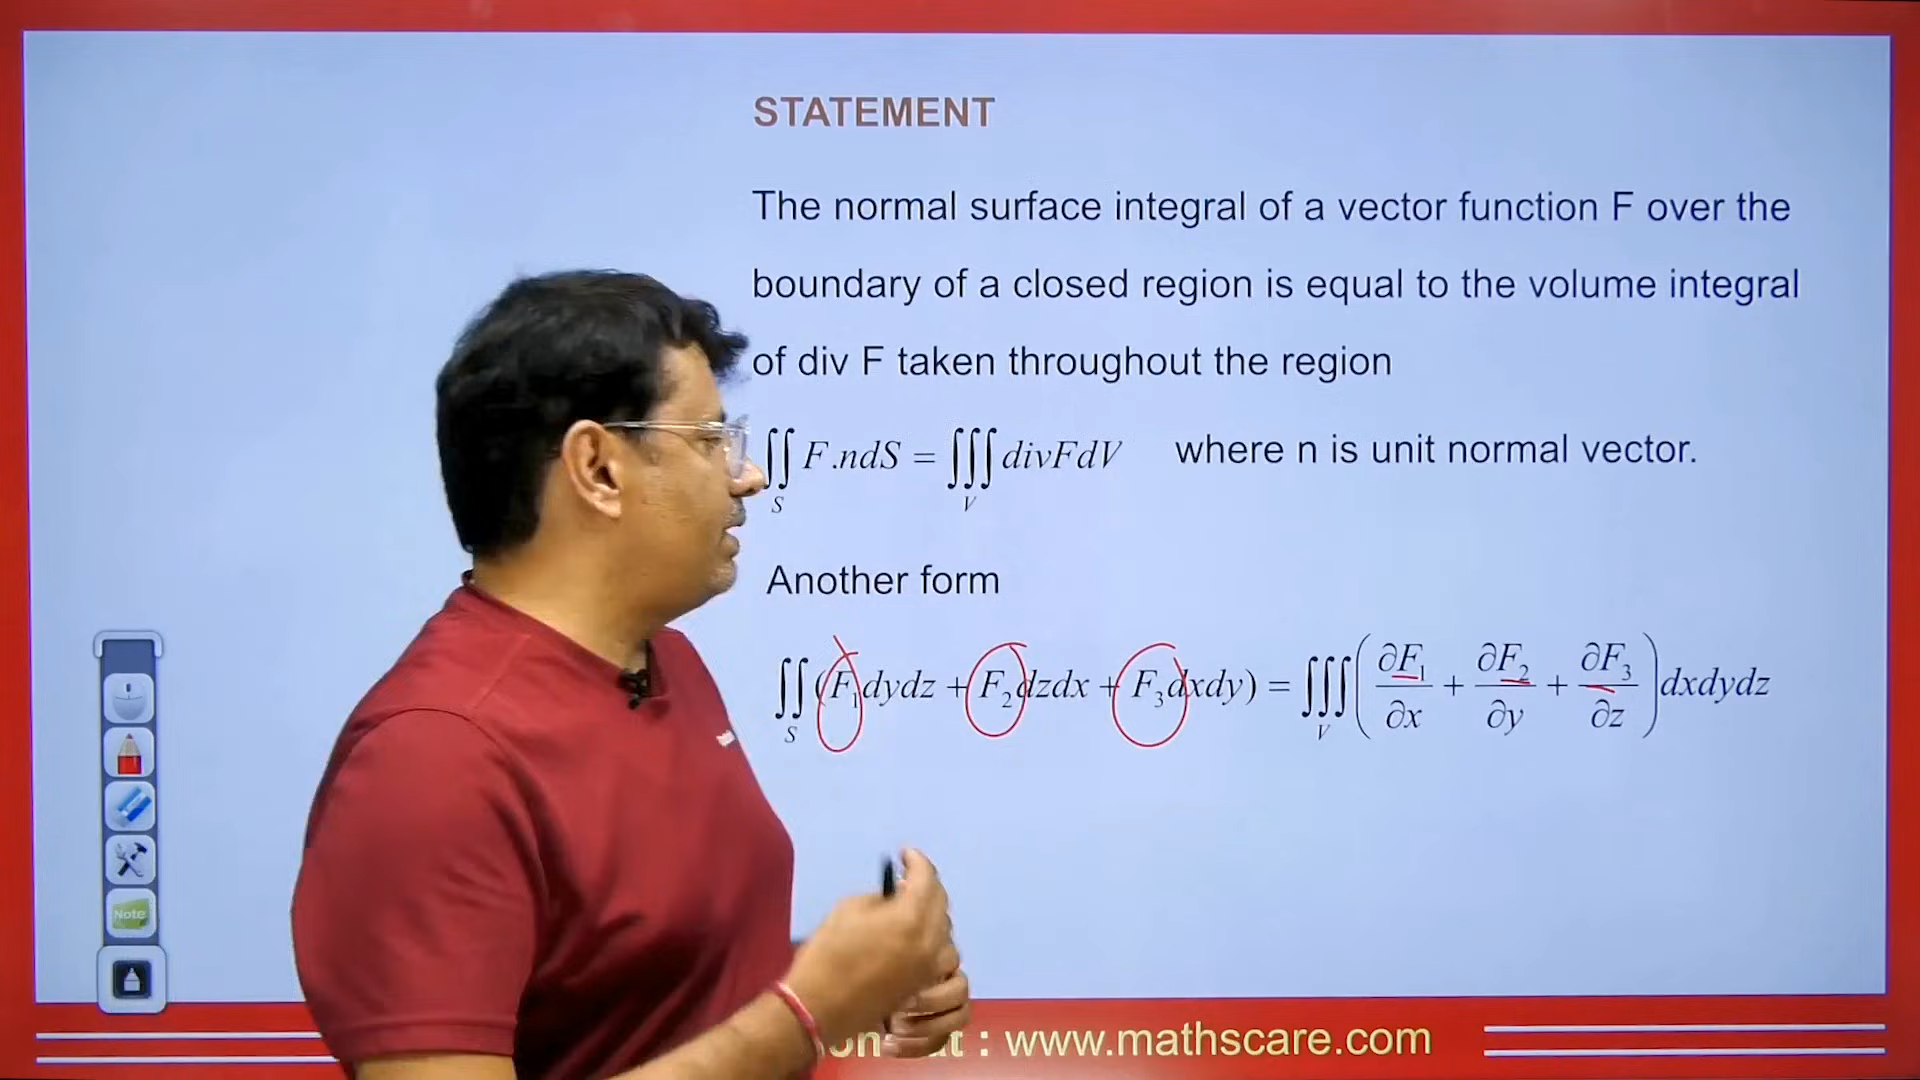 STATEMENT
The normal surface integral of a vector function F over the
boundary of a closed region is equal to the volume integral
of div F taken throughout the region
∬_S F.ndS = ∭_V divFdV where n is unit normal vector.
Another form
∬_S (F₁dydz + F₂dzdx + F₃dxdy) = ∭_V (∂F₁/∂x + ∂F₂/∂y + ∂F₃/∂z) dxdydz
Note
: www.mathscare.com